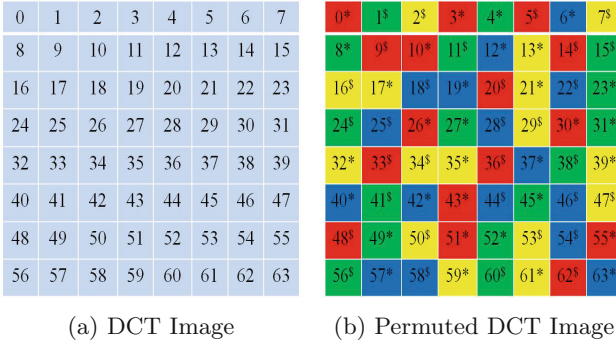 0 1 2 3 4 5 6 7
8 9 10 11 12 13 14 15
16 17 18 19 20 21 22 23
24 25 26 27 28 29 30 31
32 33 34 35 36 37 38 39
40 41 42 43 44 45 46 47
48 49 50 51 52 53 54 55
56 57 58 59 60 61 62 63
(a) DCT Image
0* 1$ 2$ 3* 4* 5$ 6* 7$
8* 9$ 10* 11$ 12* 13* 14$ 15$
16$ 17* 18$ 19* 20$ 21* 22$ 23*
24$ 25$ 26* 27* 28$ 29$ 30* 31*
32* 33$ 34$ 35* 36$ 37* 38$ 39*
40* 41$ 42* 43* 44$ 45* 46$ 47$
48$ 49* 50$ 51* 52* 53$ 54$ 55*
56$ 57* 58$ 59* 60$ 61* 62$ 63*
(b) Permuted DCT Image